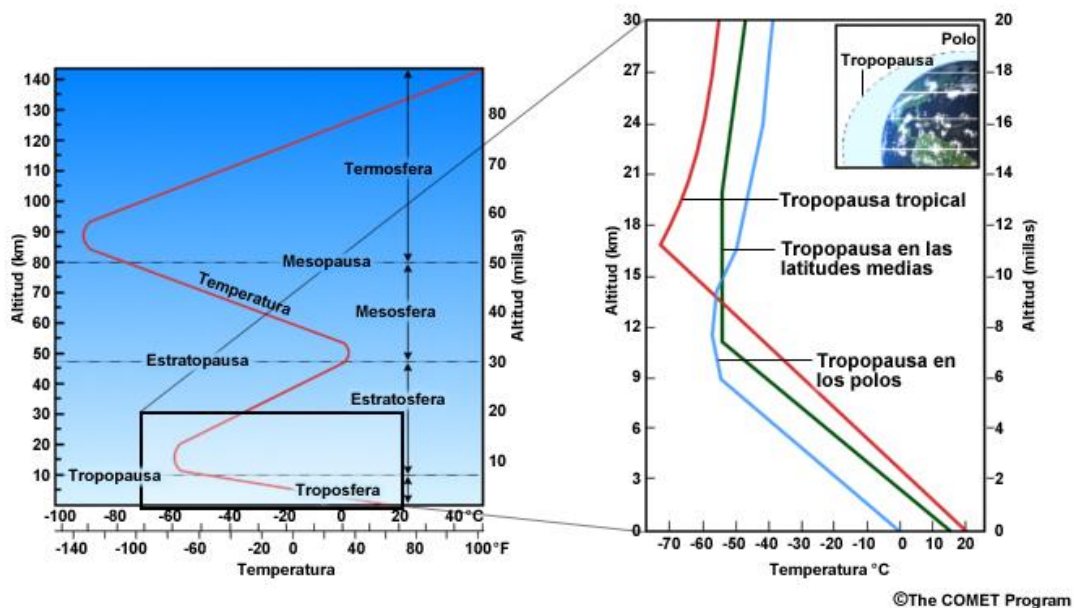 140
130
120
110
100
90
80
70
60
50
40
30
20
10
Altitud (km)
Termosfera
Mesopausa
Temperatura
Mesosfera
Estratopausa
Estratosfera
Tropopausa
Troposfera
80
70
60
50
40
30
20
10
Altitud (millas)
-100 -80 -60 -40 -20 0 20 40°C
-140 -100 -60 -20 0 20 60 100°F
Temperatura
30
27
24
21
18
15
12
9
6
3
0
Altitud (km)
Polo
Tropopausa
Tropopausa tropical
Tropopausa en las
latitudes medias
Tropopausa en
los polos
20
18
16
14
12
10
8
6
4
2
0
Altitud (millas)
-70 -60 -50 -40 -30 -20 -10 0 10 20
Temperatura °C
©The COMET Program